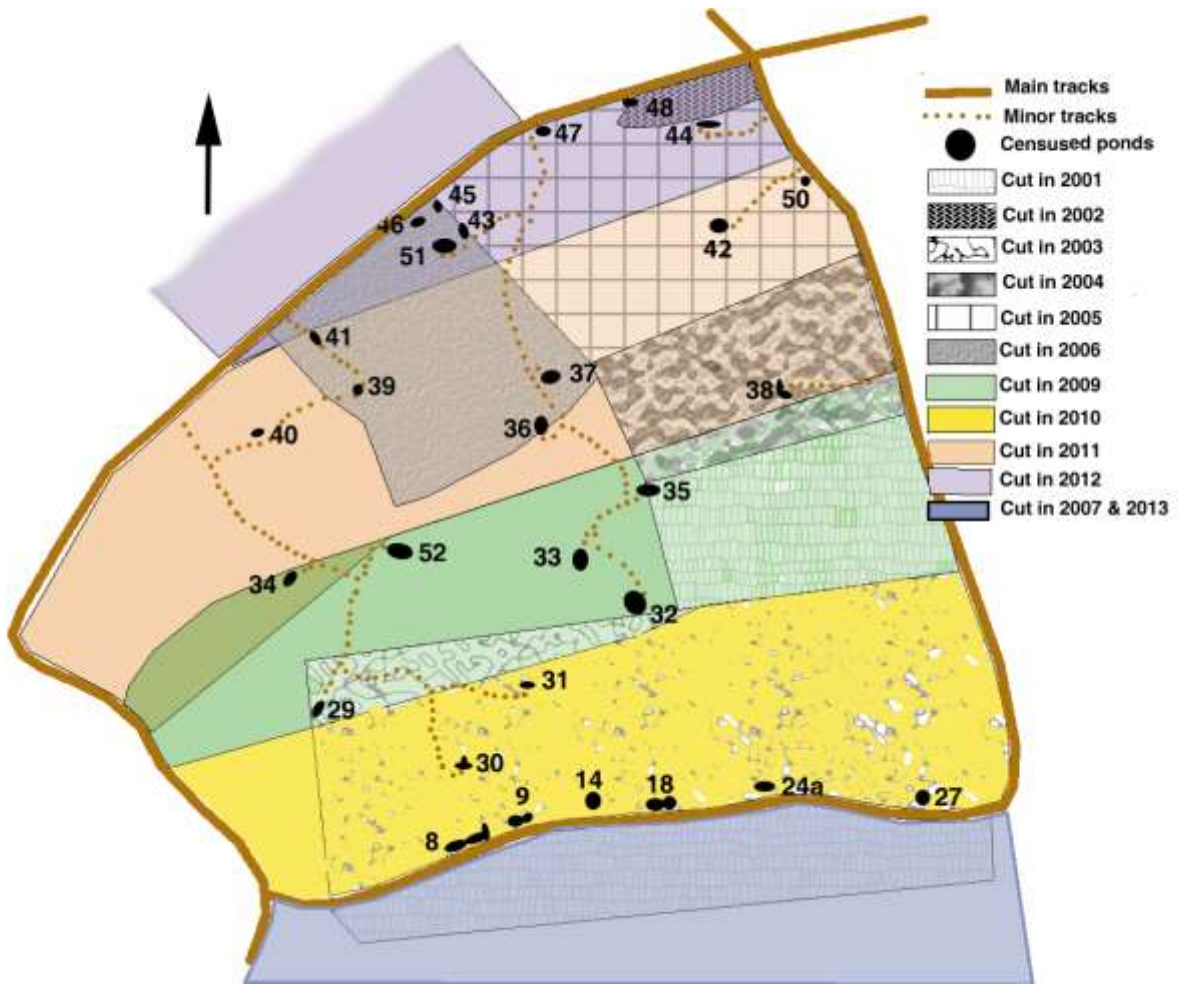 48
44
47
50
45
46
43
51
42
41
37
38
39
36
40
35
52
33
34
32
31
29
30
14
18
24a
27
9
8
Main tracks
Minor tracks
Censused ponds
Cut in 2001
Cut in 2002
Cut in 2003
Cut in 2004
Cut in 2005
Cut in 2006
Cut in 2009
Cut in 2010
Cut in 2011
Cut in 2012
Cut in 2007 & 2013